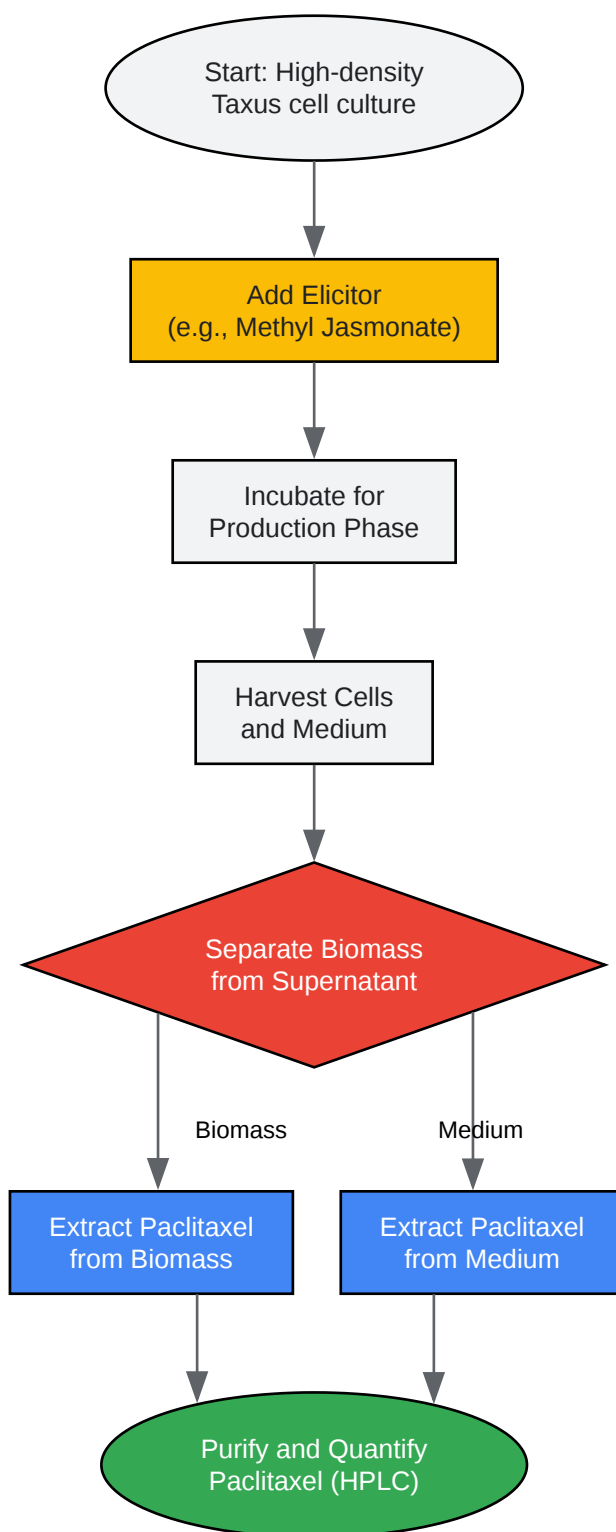 Start: High-density
Taxus cell culture
Add Elicitor
(e.g., Methyl Jasmonate)
Incubate for
Production Phase
Harvest Cells
and Medium
Separate Biomass
from Supernatant
Biomass
Medium
Extract Paclitaxel
from Biomass
Extract Paclitaxel
from Medium
Purify and Quantify
Paclitaxel (HPLC)